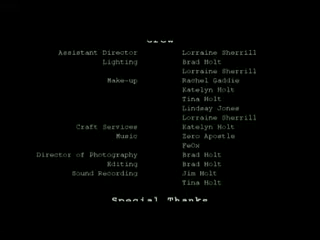 Crew
Assistant Director Lorraine Sherrill
Lighting Brad Holt
Lorraine Sherrill
Make-up Rachel Gaddie
Katelyn Holt
Tina Holt
Lindsay Jones
Lorraine Sherrill
Craft Services Katelyn Holt
Music Zero Apostle
FeOx
Director of Photography Brad Holt
Editing Brad Holt
Sound Recording Jim Holt
Tina Holt
Special Thanks